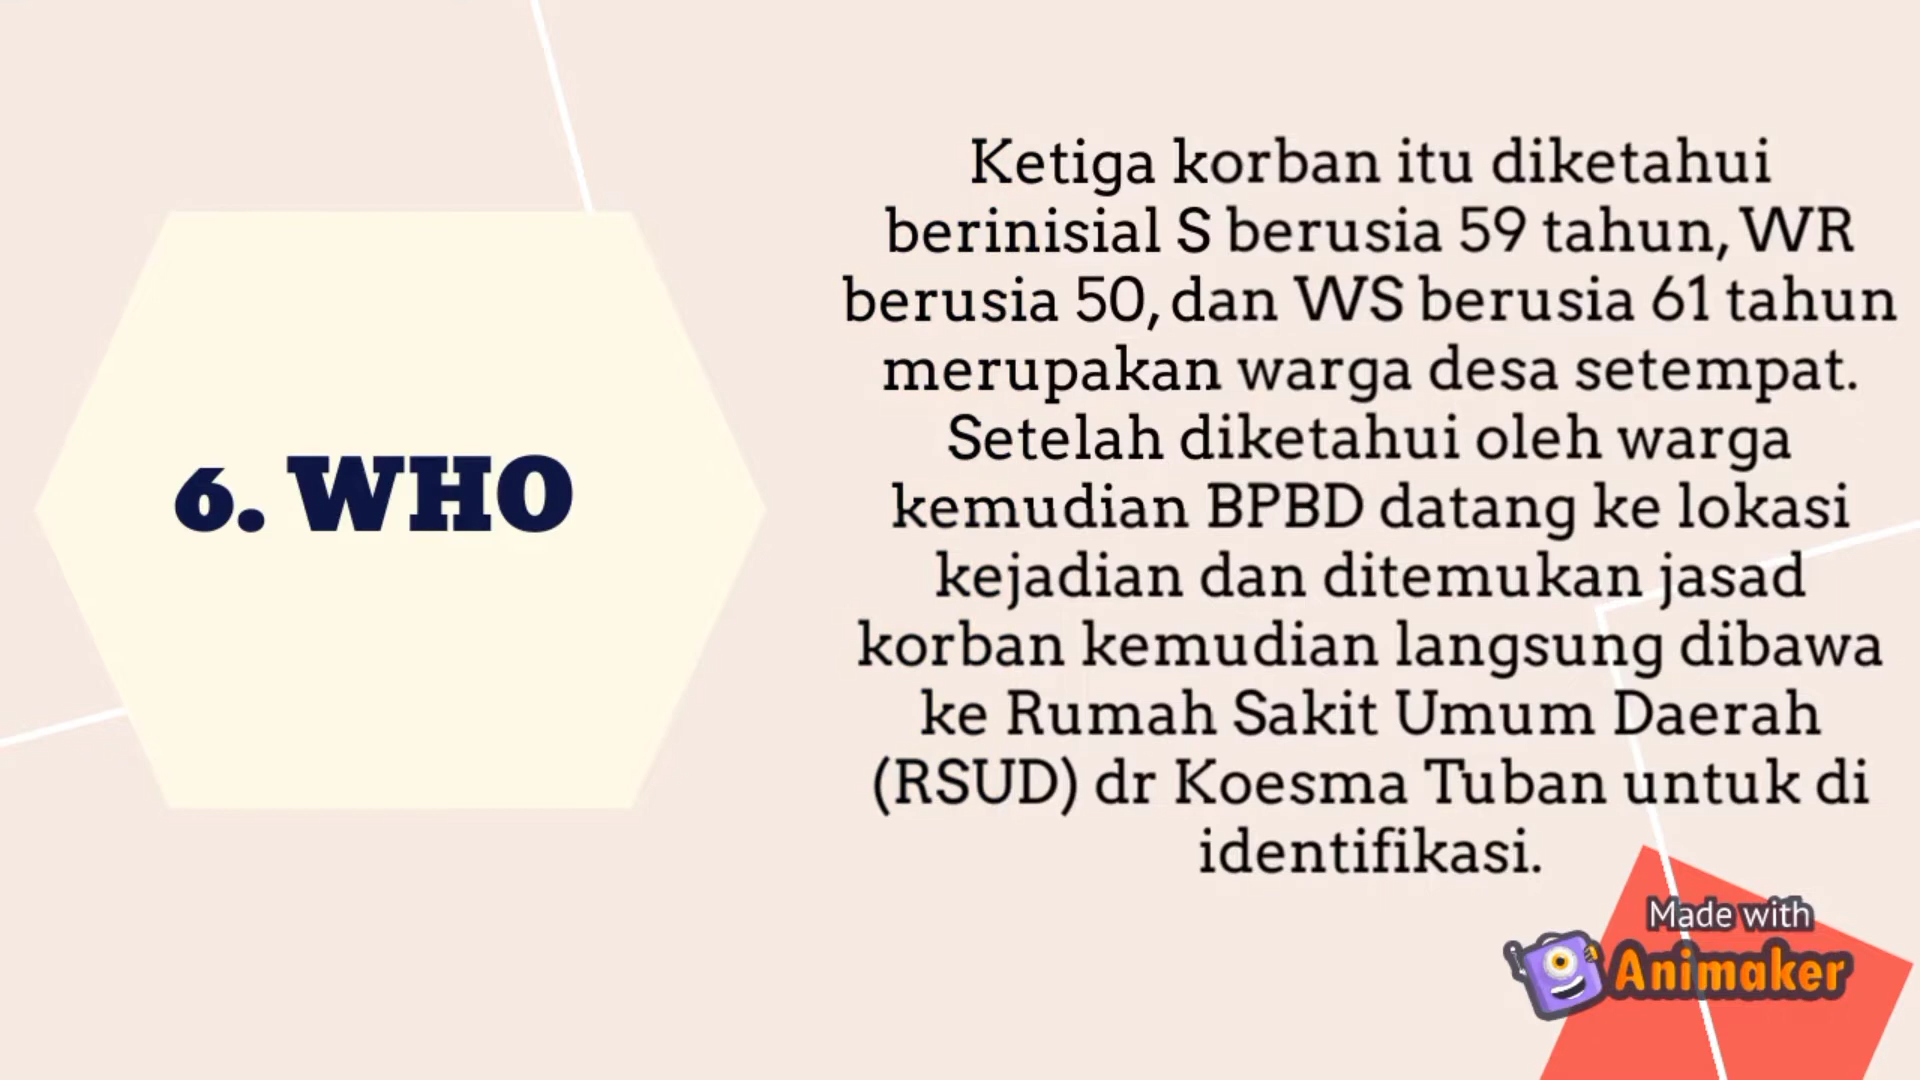 6. WHO
Ketiga korban itu diketahui
berinisial S berusia 59 tahun, WR
berusia 50, dan WS berusia 61 tahun
merupakan warga desa setempat.
Setelah diketahui oleh warga
kemudian BPBD datang ke lokasi
kejadian dan ditemukan jasad
korban kemudian langsung dibawa
ke Rumah Sakit Umum Daerah
(RSUD) dr Koesma Tuban untuk di
identifikasi.
Made with
Animaker